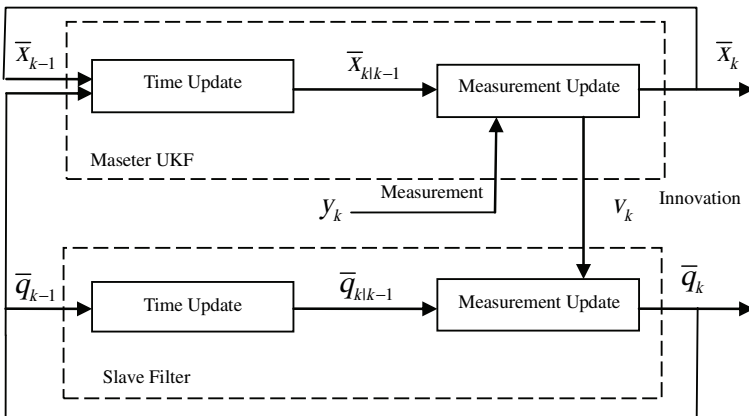 x̅ₖ₋₁
Time Update
x̅ₖ|ₖ₋₁
Measurement Update
x̅ₖ
Maseter UKF
Measurement
yₖ
vₖ
Innovation
q̅ₖ₋₁
Time Update
q̅ₖ|ₖ₋₁
Measurement Update
q̅ₖ
Slave Filter